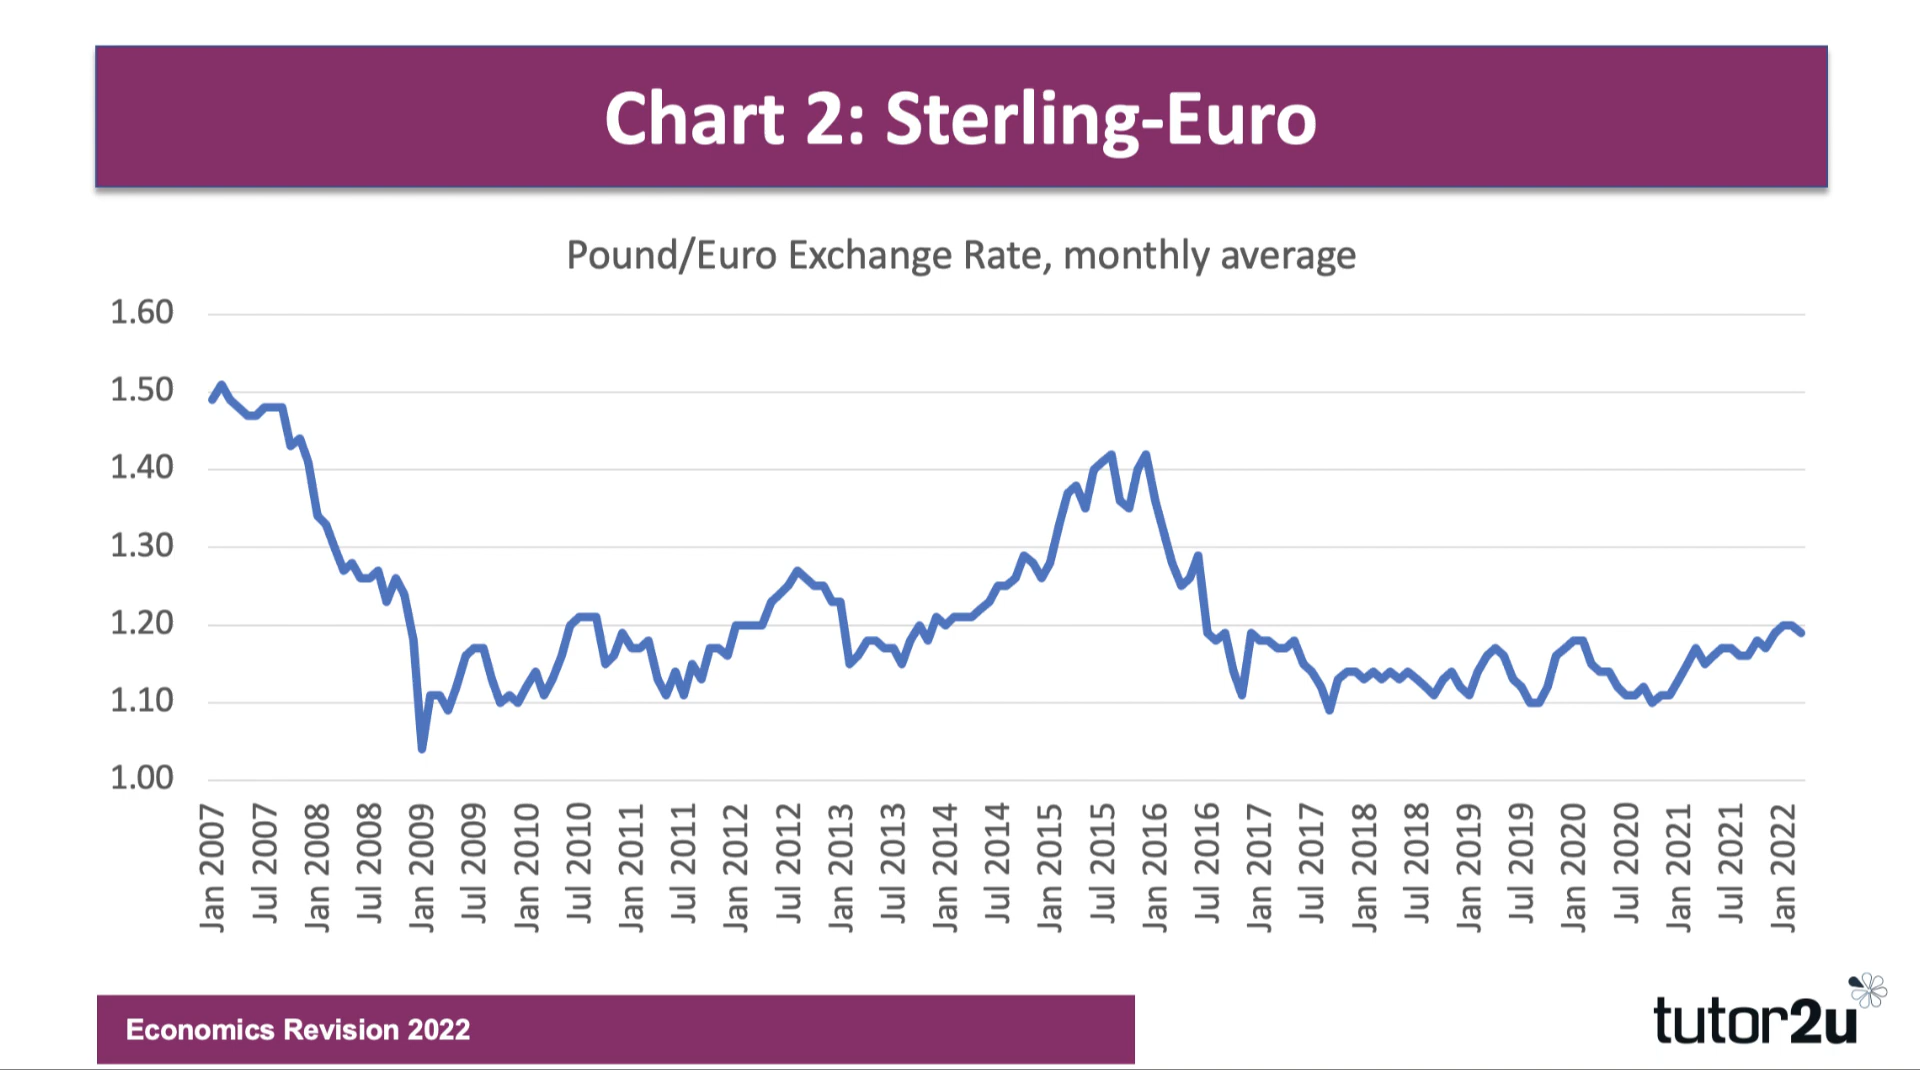 Chart 2: Sterling-Euro
Pound/Euro Exchange Rate, monthly average
1.60
1.50
1.40
1.30
1.20
1.10
1.00
Jan 2007
Jul 2007
Jan 2008
Jul 2008
Jan 2009
Jul 2009
Jan 2010
Jul 2010
Jan 2011
Jul 2011
Jan 2012
Jul 2012
Jan 2013
Jul 2013
Jan 2014
Jul 2014
Jan 2015
Jul 2015
Jan 2016
Jul 2016
Jan 2017
Jul 2017
Jan 2018
Jul 2018
Jan 2019
Jul 2019
Jan 2020
Jul 2020
Jan 2021
Jul 2021
Jan 2022
Economics Revision 2022
tutor2u